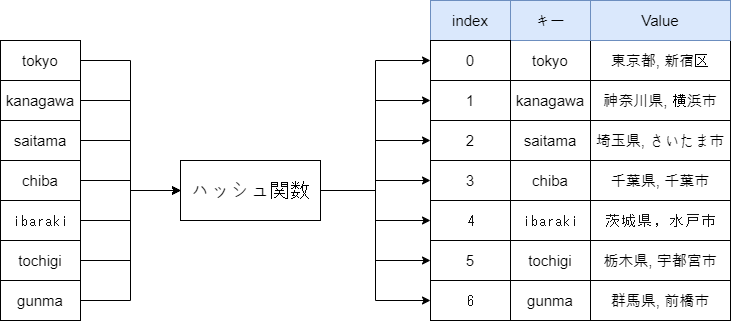 tokyo
kanagawa
saitama
chiba
ibaraki
tochigi
gunma
ハッシュ関数
index キー Value
0 tokyo 東京都, 新宿区
1 kanagawa 神奈川県, 横浜市
2 saitama 埼玉県, さいたま市
3 chiba 千葉県, 千葉市
4 ibaraki 茨城県，水戸市
5 tochigi 栃木県, 宇都宮市
6 gunma 群馬県, 前橋市